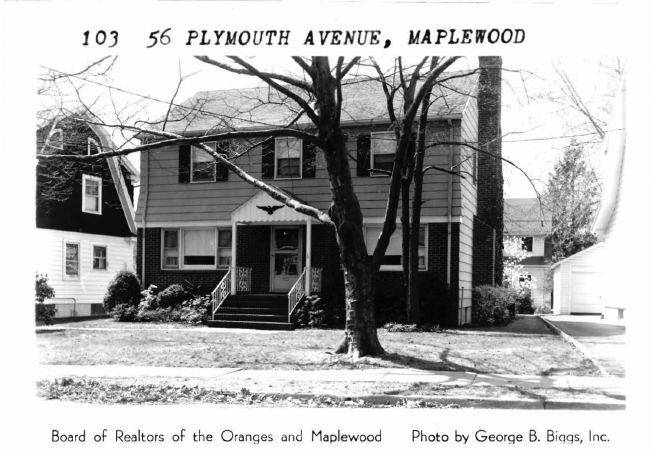 103 56 PLYMOUTH AVENUE, MAPLEWOOD
Board of Realtors of the Oranges and Maplewood Photo by George B. Biggs, Inc.